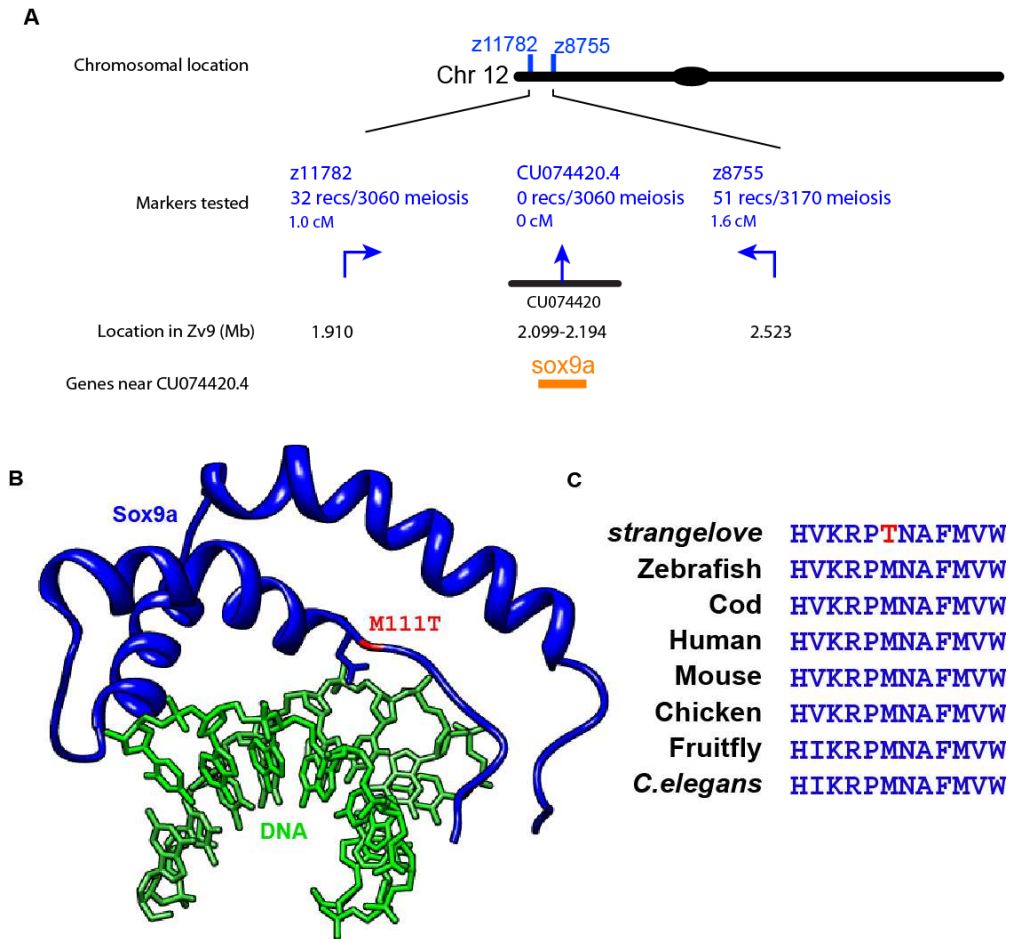 A
z11782 z8755
Chromosomal location
Chr 12
z11782 CU074420.4 z8755
Markers tested
32 recs/3060 meiosis 0 recs/3060 meiosis 51 recs/3170 meiosis
1.0 cM 0 cM 1.6 cM
CU074420
Location in Zv9 (Mb) 1.910 2.099-2.194 2.523
sox9a
Genes near CU074420.4
B
Sox9a
M111T
DNA
C
strangelove HVKRPTNAFMVW
Zebrafish HVKRPMNAFMVW
Cod HVKRPMNAFMVW
Human HVKRPMNAFMVW
Mouse HVKRPMNAFMVW
Chicken HVKRPMNAFMVW
Fruitfly HIKRPMNAFMVW
C.elegans HIKRPMNAFMVW